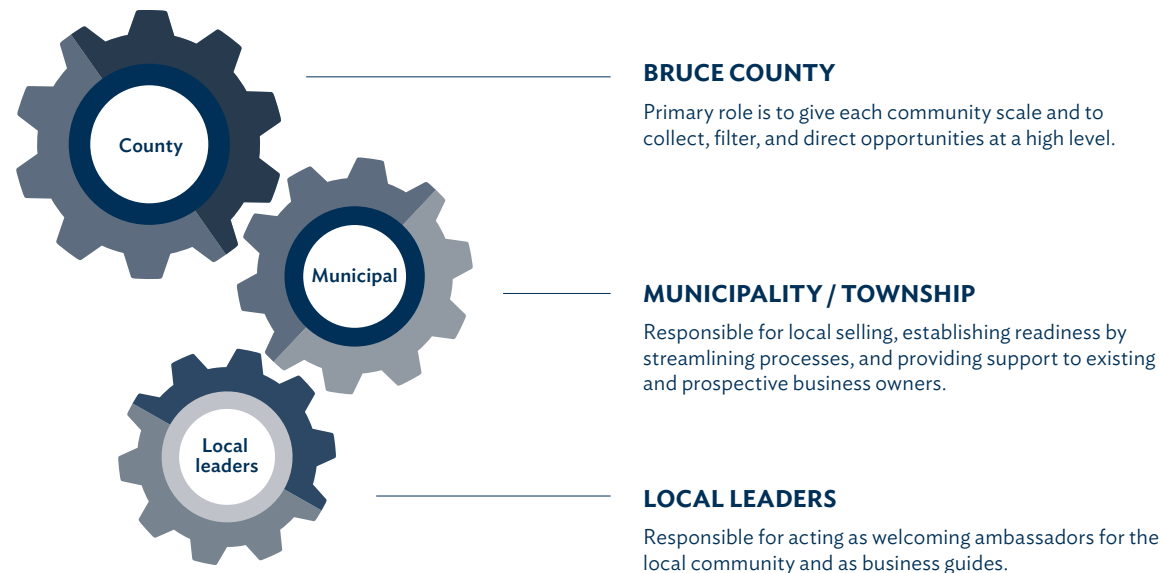 County
BRUCE COUNTY
Primary role is to give each community scale and to
collect, filter, and direct opportunities at a high level.
Municipal
MUNICIPALITY / TOWNSHIP
Responsible for local selling, establishing readiness by
streamlining processes, and providing support to existing
and prospective business owners.
Local
leaders
LOCAL LEADERS
Responsible for acting as welcoming ambassadors for the
local community and as business guides.